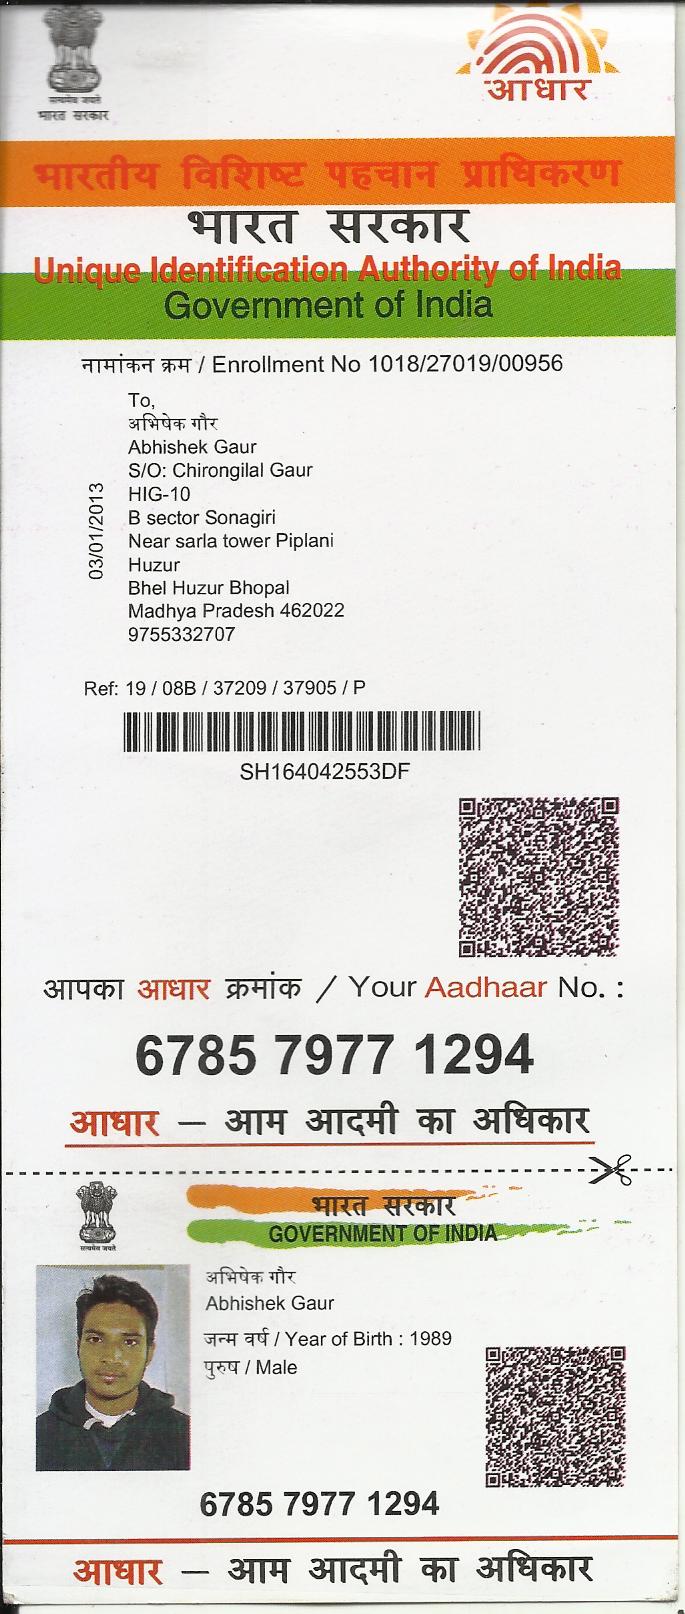 सत्यमेव जयते
भारत सरकार
आधार
भारतीय विशिष्ट पहचान प्राधिकरण
भारत सरकार
Unique Identification Authority of India
Government of India
नामांकन क्रम / Enrollment No 1018/27019/00956
To,
अभिषेक गौर
Abhishek Gaur
S/O: Chirongilal Gaur
HIG-10
B sector Sonagiri
Near sarla tower Piplani
Huzur
Bhel Huzur Bhopal
Madhya Pradesh 462022
9755332707
03/01/2013
Ref: 19 / 08B / 37209 / 37905 / P
SH164042553DF
आपका आधार क्रमांक / Your Aadhaar No. :
6785 7977 1294
आधार – आम आदमी का अधिकार
सत्यमेव जयते
भारत सरकार
GOVERNMENT OF INDIA
अभिषेक गौर
Abhishek Gaur
जन्म वर्ष / Year of Birth : 1989
पुरुष / Male
6785 7977 1294
आधार – आम आदमी का अधिकार